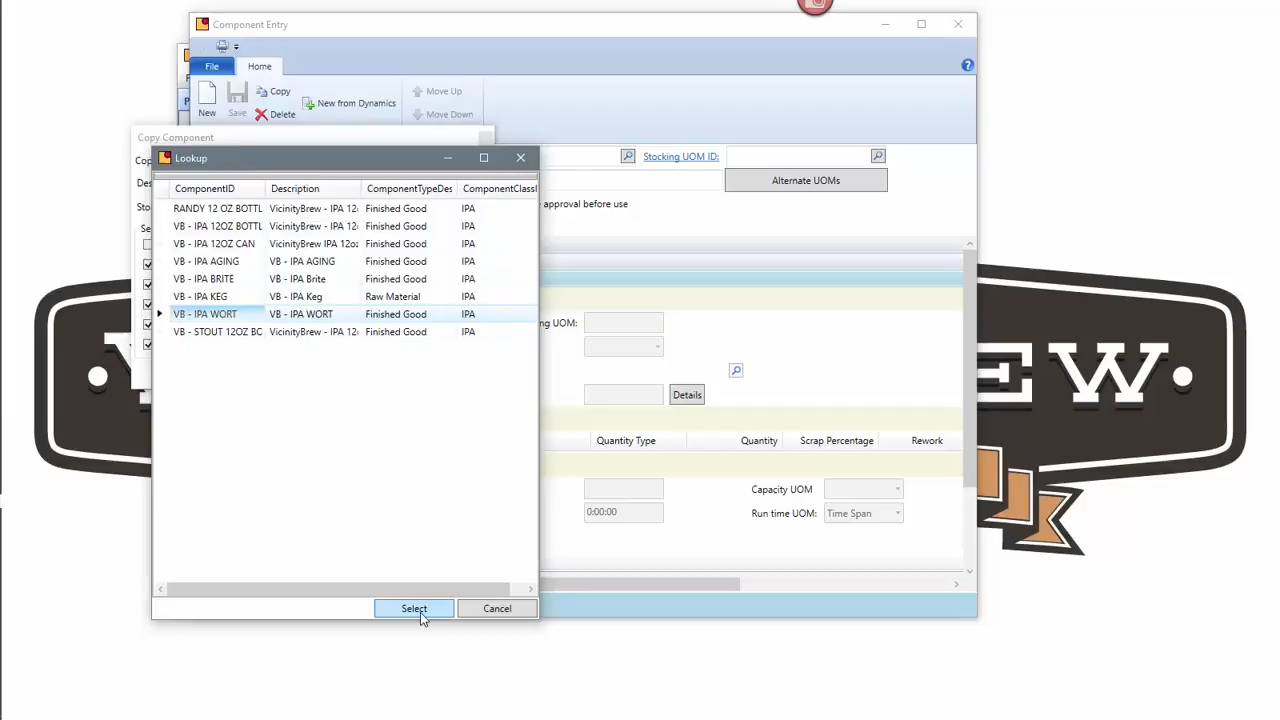 Component Entry
File
Home
New
Save
Copy
Delete
New from Dynamics
Move Up
Move Down
Copy Component
Lookup
Stocking UOM ID:
Alternate UOMs
e approval before use
ComponentID Description ComponentTypeDes ComponentClassI
RANDY 12 OZ BOTTL VicinityBrew - IPA 12 Finished Good IPA
VB - IPA 12OZ BOTTL VicinityBrew - IPA 12 Finished Good IPA
VB - IPA 12OZ CAN VicinityBrew IPA 12oz Finished Good IPA
VB - IPA AGING VB - IPA AGING Finished Good IPA
VB - IPA BRITE VB - IPA Brite Finished Good IPA
VB - IPA KEG VB - IPA Keg Raw Material IPA
VB - IPA WORT VB - IPA WORT Finished Good IPA
VB - STOUT 12OZ BC VicinityBrew - IPA 12 Finished Good IPA
ng UOM:
Details
Quantity Type Quantity Scrap Percentage Rework
Capacity UOM
0:00:00 Run time UOM: Time Span
Select Cancel
EW